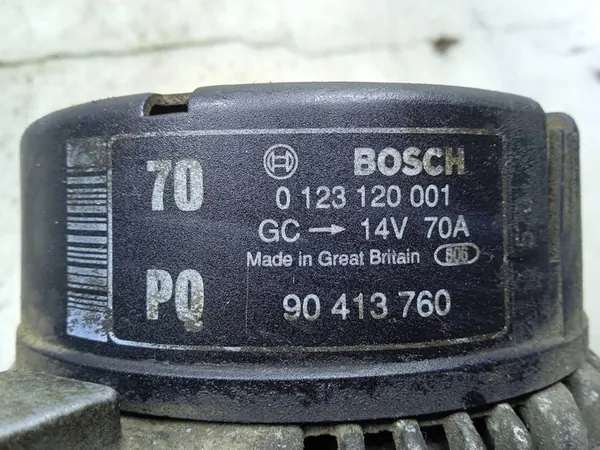 70
BOSCH
0 123 120 001
GC → 14V 70A
Made in Great Britain
PQ
90 413 760